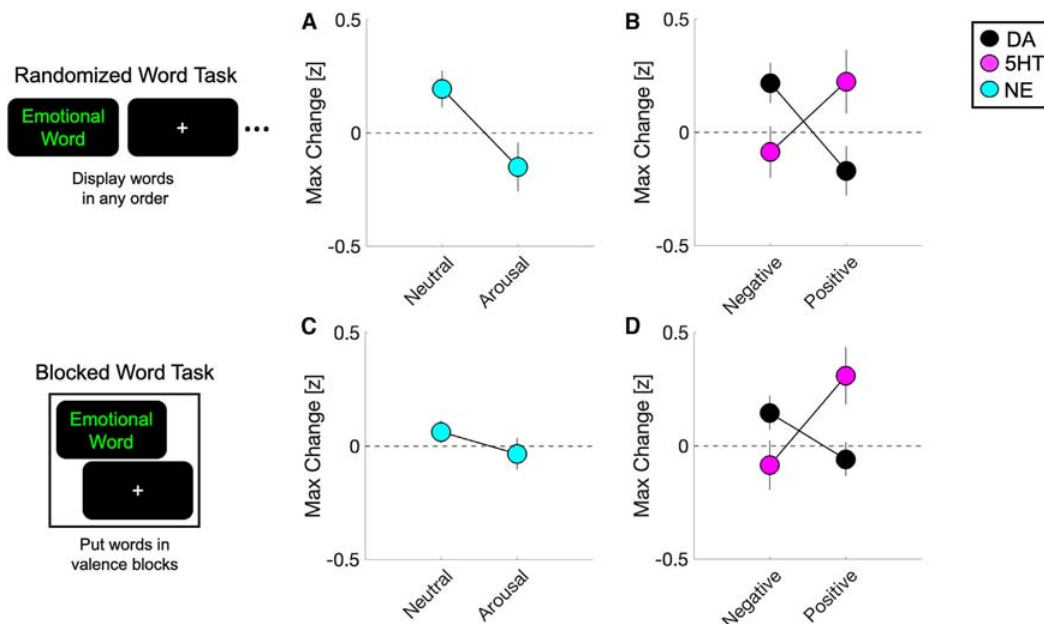 Randomized Word Task
Emotional
Word
+
...
Display words
in any order
A
0.5
0
-0.5
Max Change [z]
Neutral
Arousal
B
0.5
0
-0.5
Max Change [z]
Negative
Positive
DA
5HT
NE
Blocked Word Task
Emotional
Word
+
Put words in
valence blocks
C
0.5
0
-0.5
Max Change [z]
Neutral
Arousal
D
0.5
0
-0.5
Max Change [z]
Negative
Positive